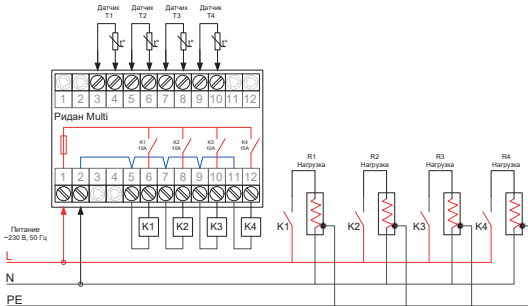 Датчик Датчик Датчик Датчик
T1 T2 T3 T4
t° t° t° t°
1 2 3 4 5 6 7 8 9 10 11 12
Ридан Multi
K1 K2 K3 K4
10A 10A 10A 10A
1 2 3 4 5 6 7 8 9 10 11 12
R1 R2 R3 R4
Нагрузка Нагрузка Нагрузка Нагрузка
K1 K2 K3 K4
K1 K2 K3 K4
Питание
~230 В, 50 Гц
L
N
PE